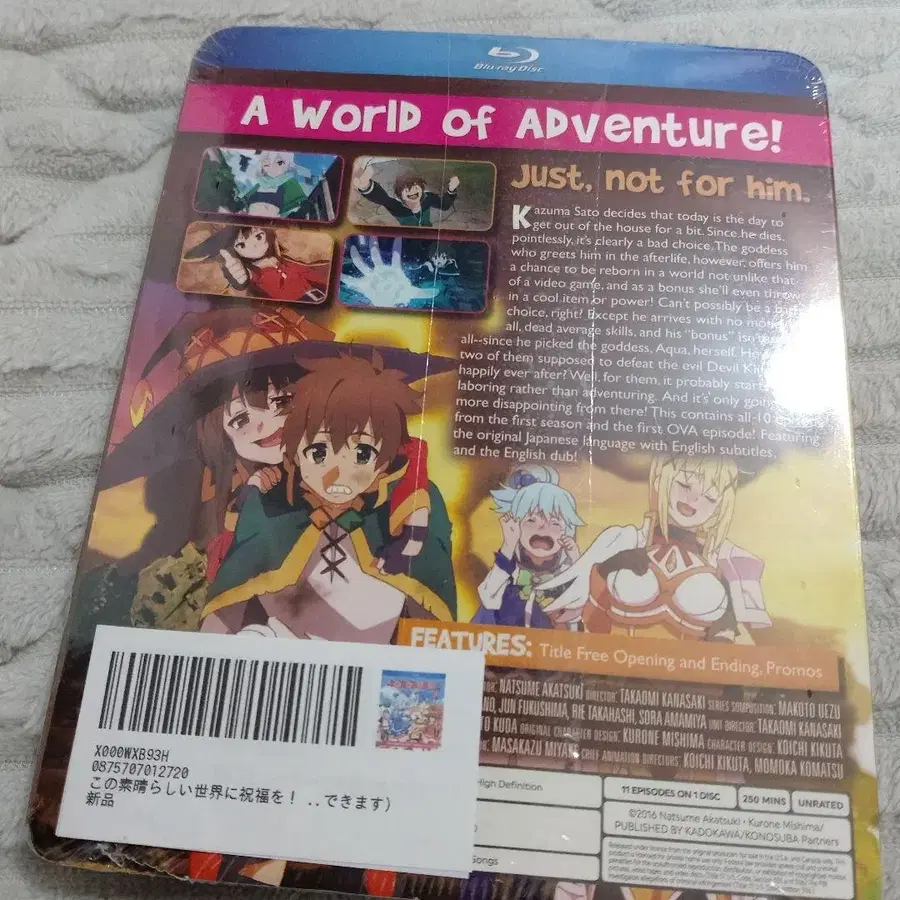 Blu-ray Disc
A WORLD OF ADVENTURE!
Just, not for him.
Kazuma Sato decides that today is the day to
get out of the house for a bit. Since he dies,
pointlessly, it's clearly a bad choice. The goddess
who greets him in the afterlife, however, offers him
a chance to be reborn in a world not unlike that
of a video game, and as a bonus she'll even throw
in a cool item or power! Can't possibly be a bad
choice, right? Except he arrives with no
all, dead average skills, and his "bonus" isn't
all--since he picked the goddess, Aqua, herself.
two of them supposed to defeat the evil Devil
happily ever after? Well, for them, it probably
laboring rather than adventuring. And it's only
more disappointing from there! This contains all-10
from the first season and the first OVA episode! Featuring
the original Japanese language with English subtitles,
and the English dub!
FEATURES: Title Free Opening and Ending, Promos
NATSUME AKATSUKI DIRECTOR: TAKAOMI KANASAKI SERIES COMPOSITION: MAKOTO UEZU
JUN FUKUSHIMA, RIE TAKAHASHI, SORA AMAMIYA UNIT DIRECTOR: TAKAOMI KANASAKI
KUDA ORIGINAL CHARACTER DESIGN: KURONE MISHIMA CHARACTER DESIGN: KOICHI KIKUTA
MASAKAZU CHIEF ANIMATION DIRECTORS: KOICHI KIKUTA, MOMOKA KOMATSU
X000WXB93H
0875707012720
この素晴らしい世界に祝福を! ..できます)
新品
High Definition
Songs
11 EPISODES ON 1 DISC
250 MINS
UNRATED
©2016 Natsume Akatsuki • Kurone Mishima/
PUBLISHED BY KADOKAWA/KONOSUBA Partners